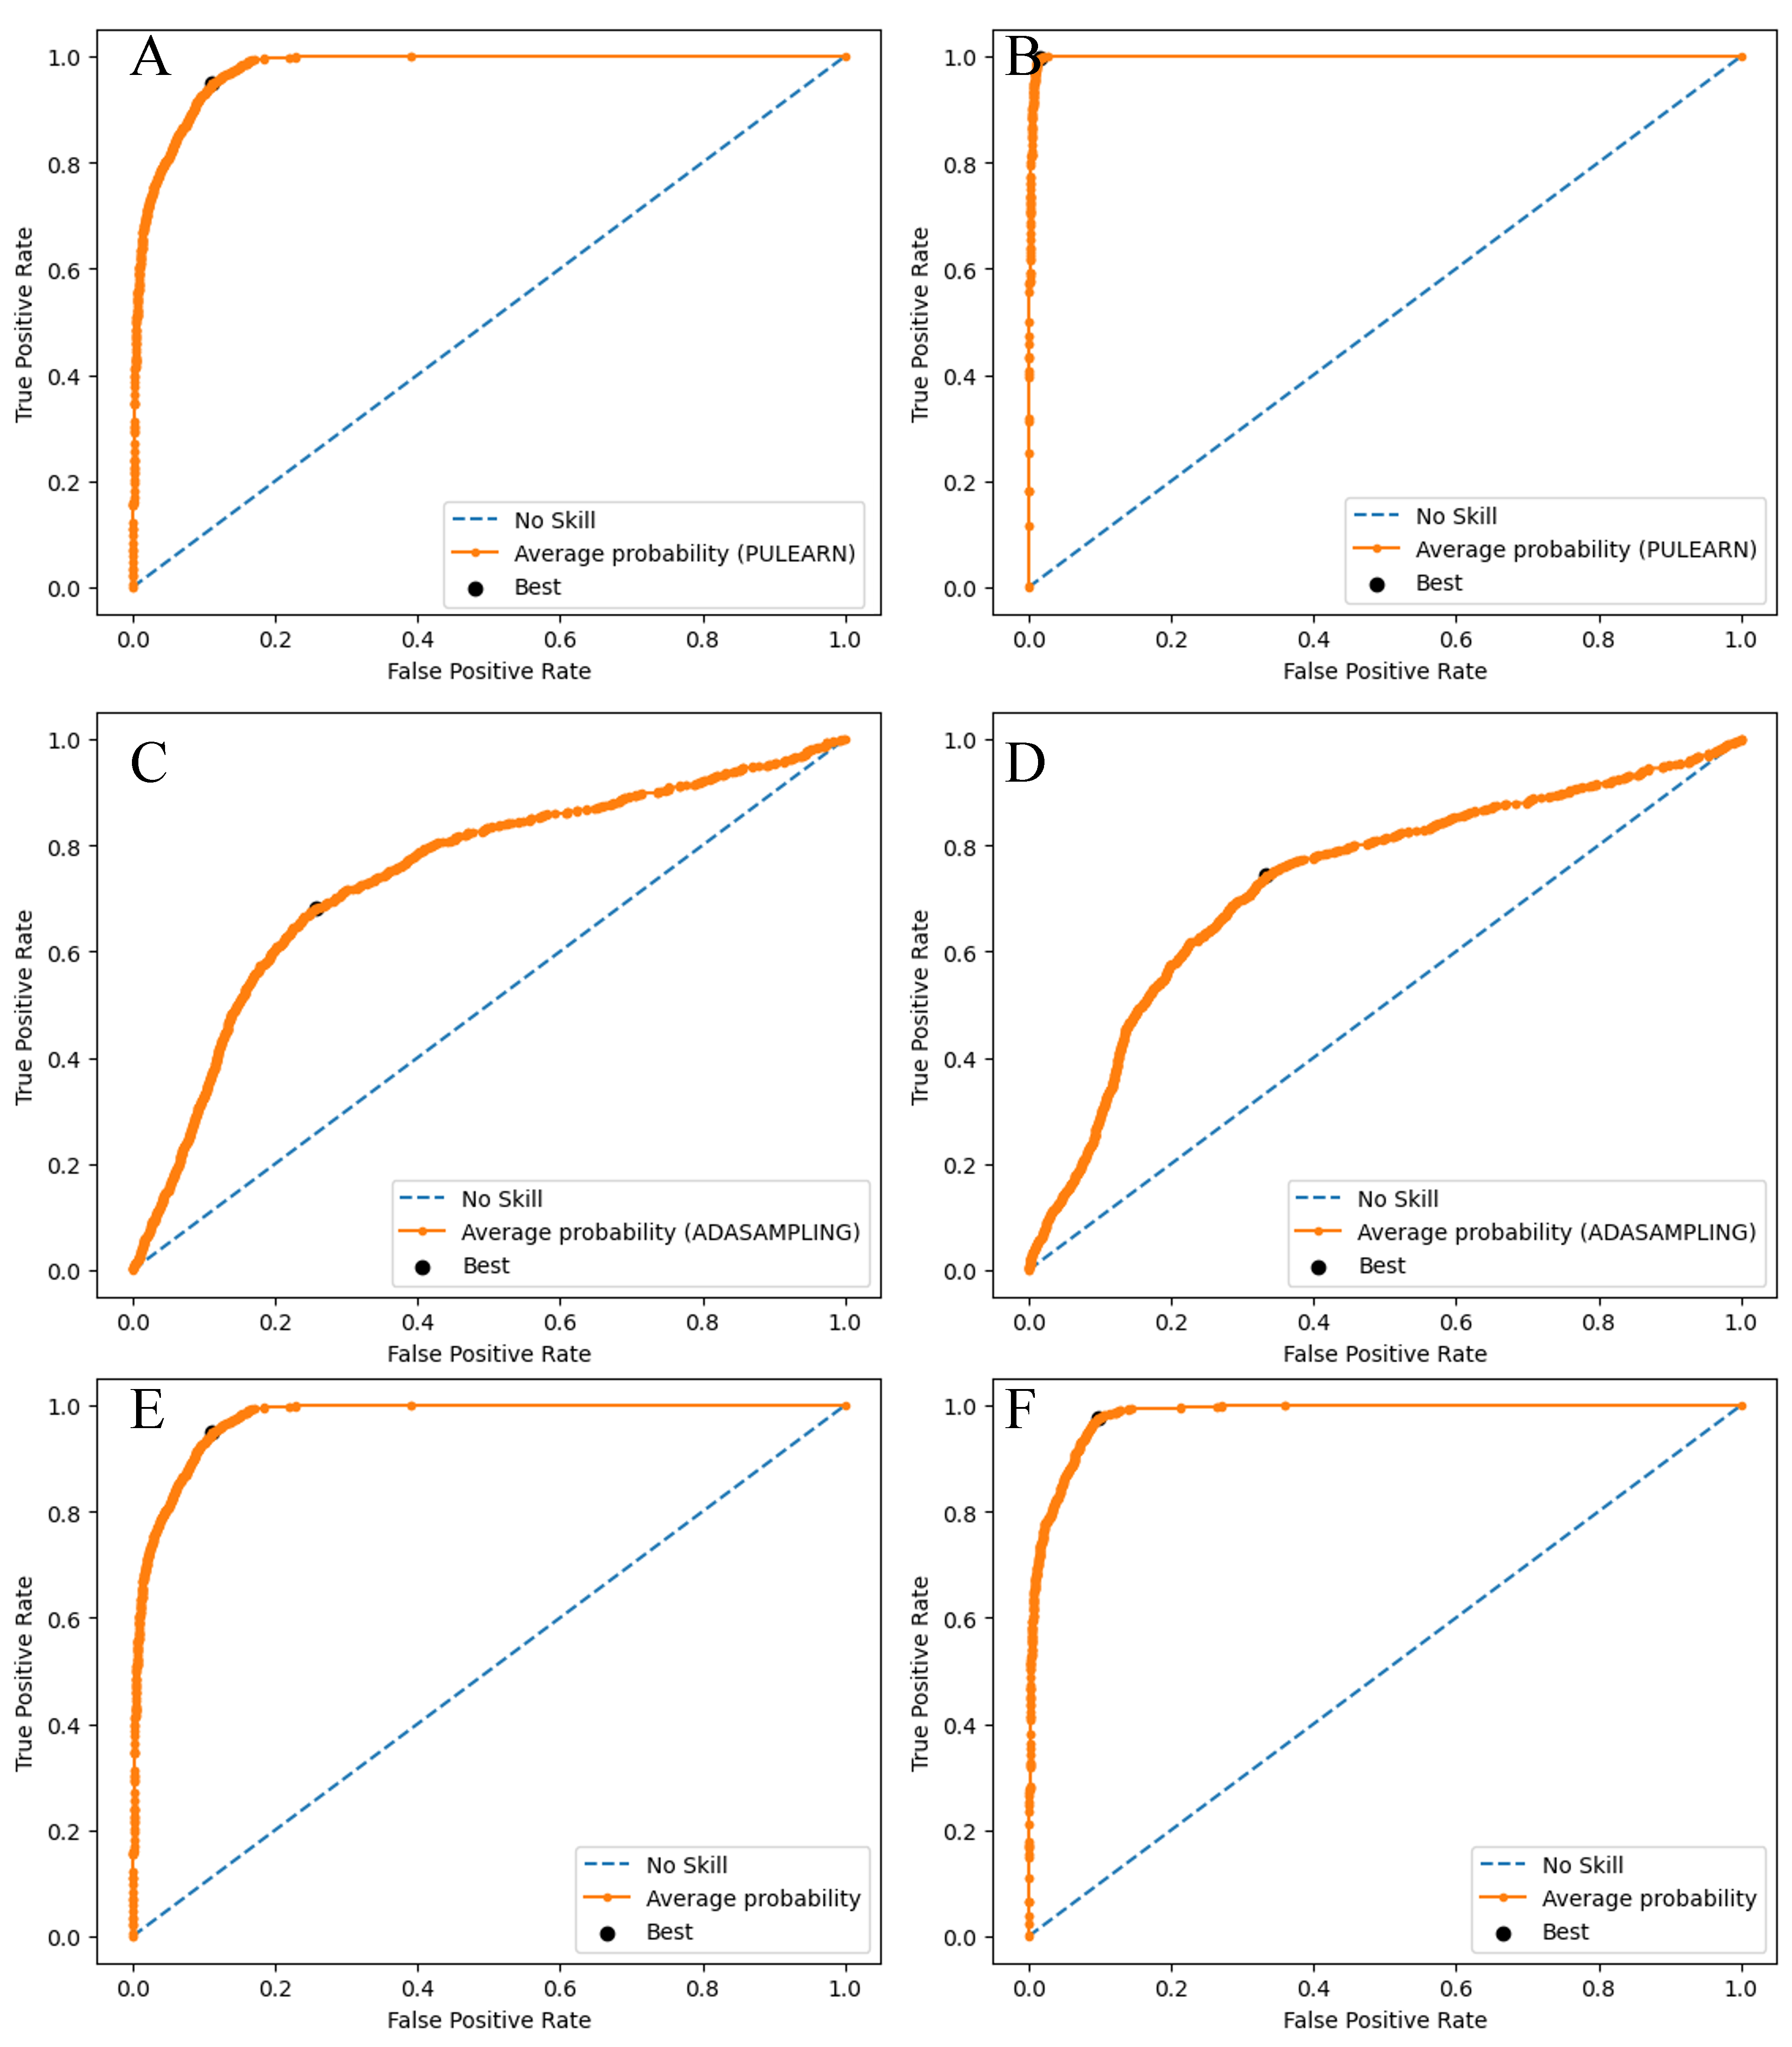 A
1.0
0.8
0.6
0.4
0.2
0.0
True Positive Rate
No Skill
Average probability (PULEARN)
Best
0.0 0.2 0.4 0.6 0.8 1.0
False Positive Rate
B
1.0
0.8
0.6
0.4
0.2
0.0
True Positive Rate
No Skill
Average probability (PULEARN)
Best
0.0 0.2 0.4 0.6 0.8 1.0
False Positive Rate
C
1.0
0.8
0.6
0.4
0.2
0.0
True Positive Rate
No Skill
Average probability (ADASAMPLING)
Best
0.0 0.2 0.4 0.6 0.8 1.0
False Positive Rate
D
1.0
0.8
0.6
0.4
0.2
0.0
True Positive Rate
No Skill
Average probability (ADASAMPLING)
Best
0.0 0.2 0.4 0.6 0.8 1.0
False Positive Rate
E
1.0
0.8
0.6
0.4
0.2
0.0
True Positive Rate
No Skill
Average probability
Best
0.0 0.2 0.4 0.6 0.8 1.0
False Positive Rate
F
1.0
0.8
0.6
0.4
0.2
0.0
True Positive Rate
No Skill
Average probability
Best
0.0 0.2 0.4 0.6 0.8 1.0
False Positive Rate